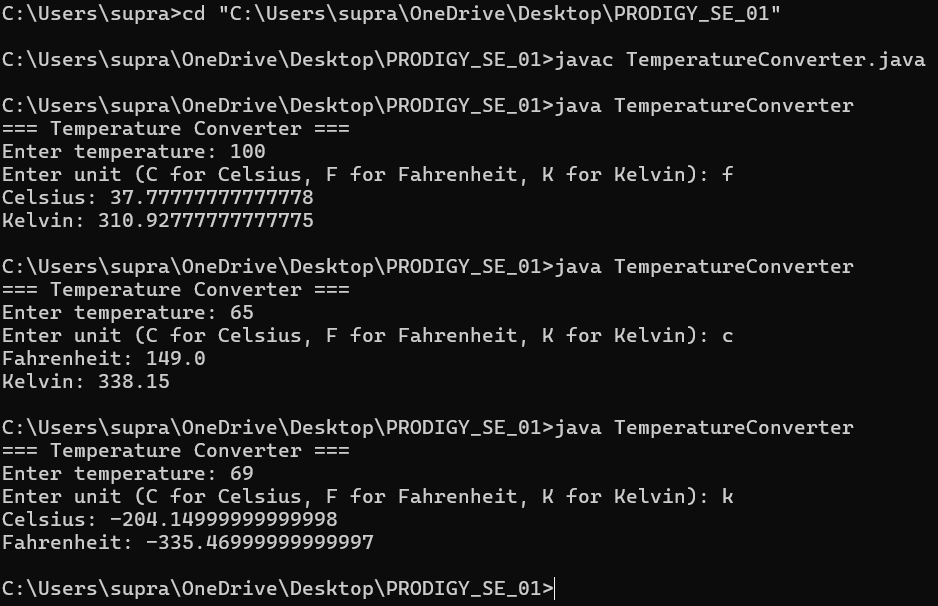 C:\Users\supra>cd "C:\Users\supra\OneDrive\Desktop\PRODIGY_SE_01"
C:\Users\supra\OneDrive\Desktop\PRODIGY_SE_01>javac TemperatureConverter.java
C:\Users\supra\OneDrive\Desktop\PRODIGY_SE_01>java TemperatureConverter
=== Temperature Converter ===
Enter temperature: 100
Enter unit (C for Celsius, F for Fahrenheit, K for Kelvin): f
Celsius: 37.77777777777778
Kelvin: 310.92777777777775
C:\Users\supra\OneDrive\Desktop\PRODIGY_SE_01>java TemperatureConverter
=== Temperature Converter ===
Enter temperature: 65
Enter unit (C for Celsius, F for Fahrenheit, K for Kelvin): c
Fahrenheit: 149.0
Kelvin: 338.15
C:\Users\supra\OneDrive\Desktop\PRODIGY_SE_01>java TemperatureConverter
=== Temperature Converter ===
Enter temperature: 69
Enter unit (C for Celsius, F for Fahrenheit, K for Kelvin): k
Celsius: -204.14999999999998
Fahrenheit: -335.46999999999997
C:\Users\supra\OneDrive\Desktop\PRODIGY_SE_01>